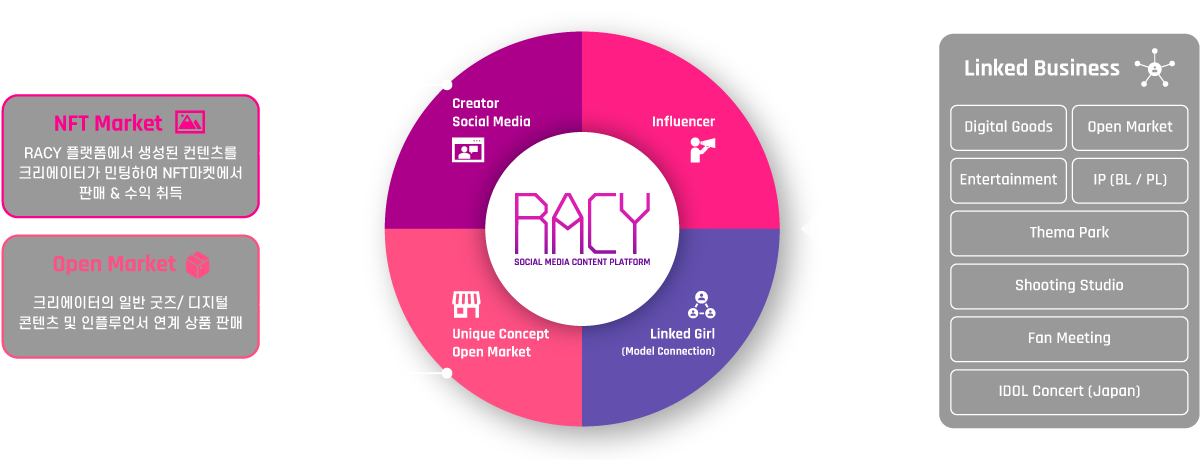 NFT Market
RACY 플랫폼에서 생성된 컨텐츠를
크리에이터가 민팅하여 NFT마켓에서
판매 & 수익 취득
Open Market
크리에이터의 일반 굿즈/ 디지털
콘텐츠 및 인플루언서 연계 상품 판매
Creator
Social Media
Influencer
RACY
SOCIAL MEDIA CONTENT PLATFORM
Unique Concept
Open Market
Linked Girl
(Model Connection)
Linked Business
Digital Goods
Open Market
Entertainment
IP (BL / PL)
Thema Park
Shooting Studio
Fan Meeting
IDOL Concert (Japan)